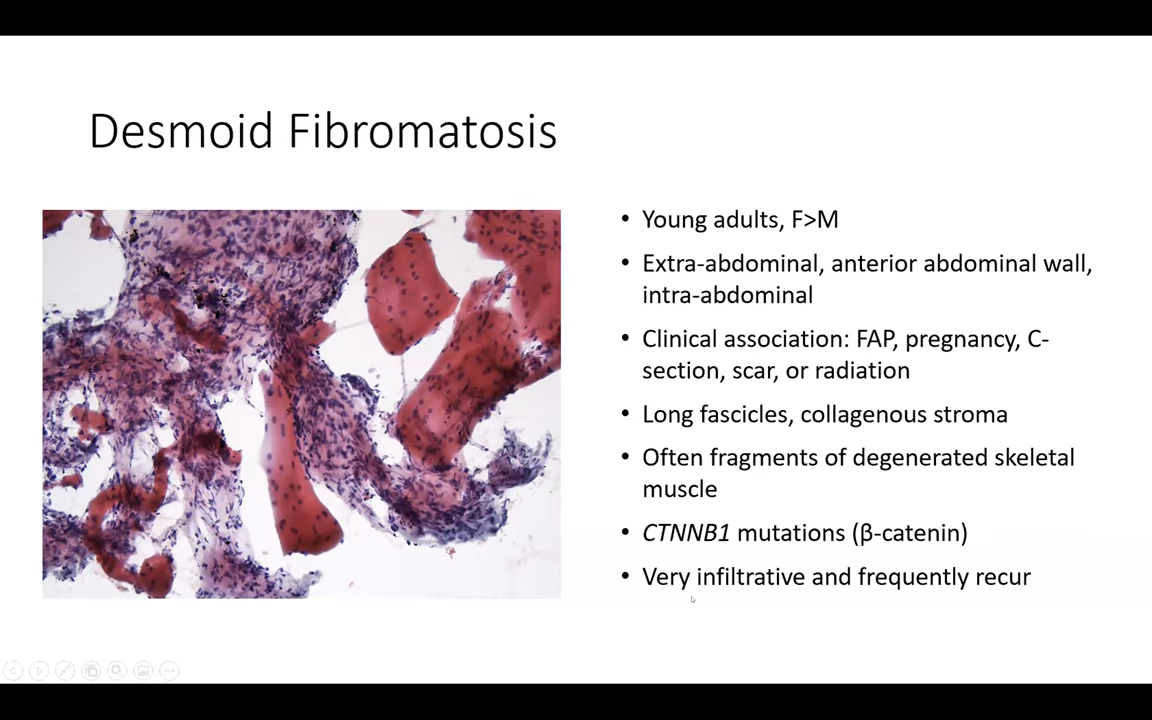 Desmoid Fibromatosis
• Young adults, F>M
• Extra-abdominal, anterior abdominal wall,
intra-abdominal
• Clinical association: FAP, pregnancy, C-
section, scar, or radiation
• Long fascicles, collagenous stroma
• Often fragments of degenerated skeletal
muscle
• CTNNB1 mutations (β-catenin)
• Very infiltrative and frequently recur